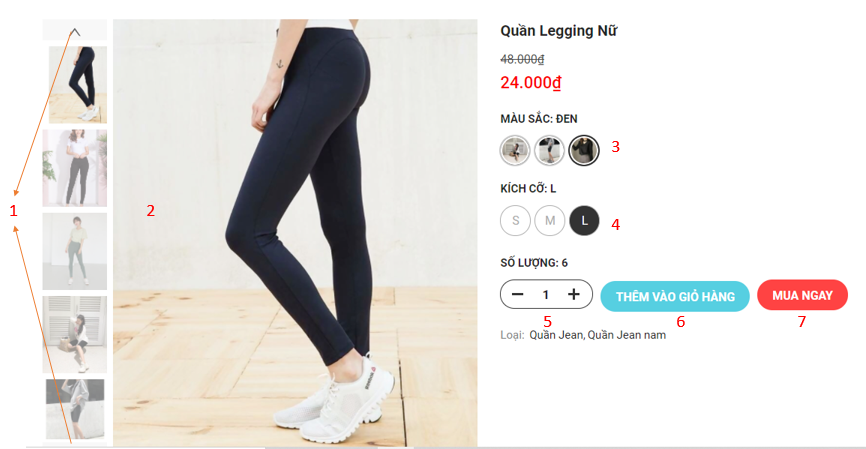 Quần Legging Nữ
48.000₫
24.000₫
MÀU SẮC: ĐEN
3
KÍCH CỠ: L
1
2
S M L
4
SỐ LƯỢNG: 6
− 1 +
THÊM VÀO GIỎ HÀNG
MUA NGAY
5
6
7
Loại: Quần Jean, Quần Jean nam